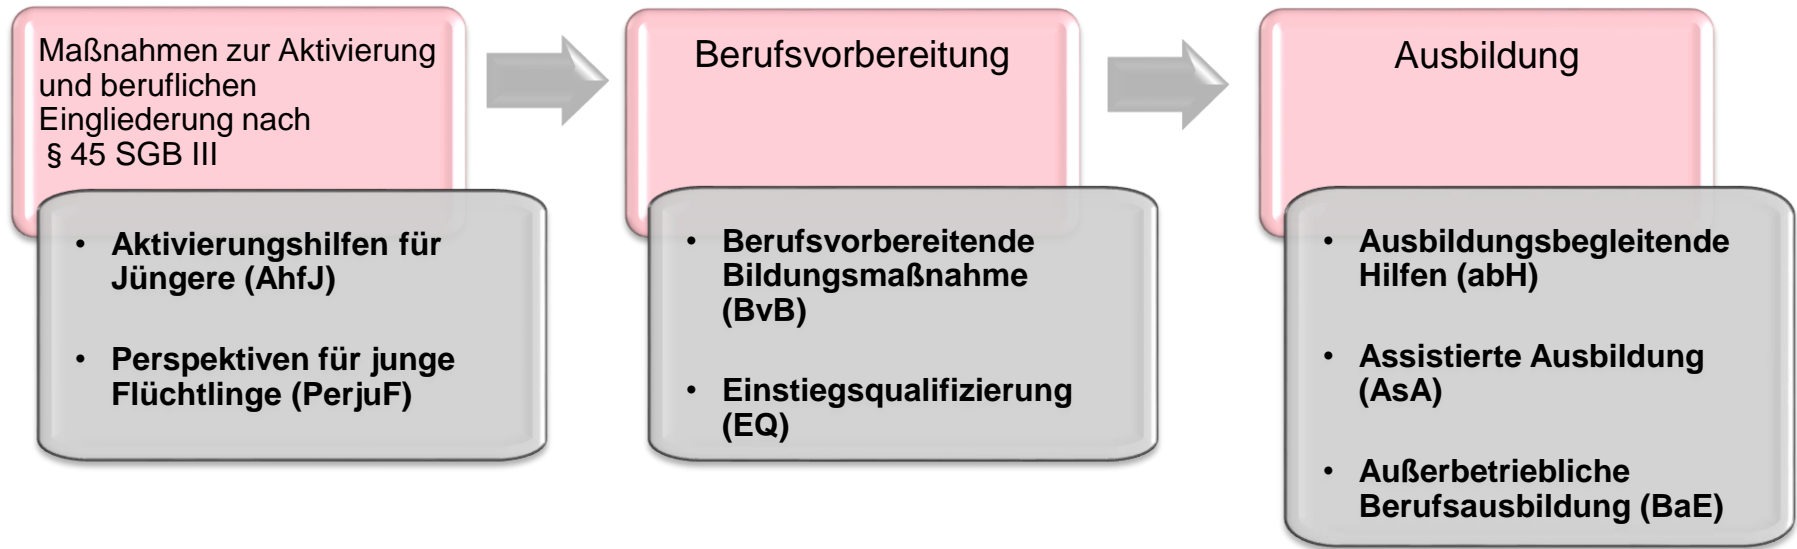 Maßnahmen zur Aktivierung
und beruflichen
Eingliederung nach
§ 45 SGB III
• Aktivierungshilfen für
Jüngere (AhfJ)
• Perspektiven für junge
Flüchtlinge (PerjuF)
Berufsvorbereitung
• Berufsvorbereitende
Bildungsmaßnahme
(BvB)
• Einstiegsqualifizierung
(EQ)
Ausbildung
• Ausbildungsbegleitende
Hilfen (abH)
• Assistierte Ausbildung
(AsA)
• Außerbetriebliche
Berufsausbildung (BaE)